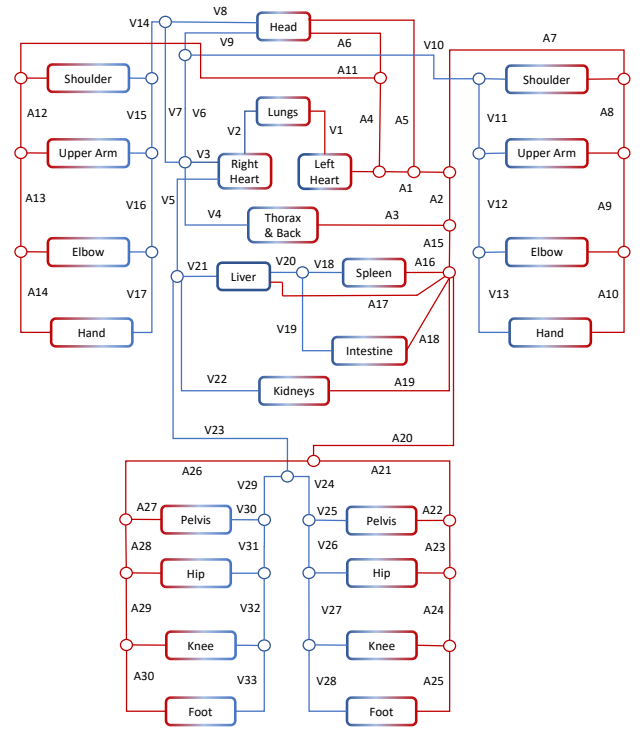 V8
A7
V14
Head
V9
A6
V10
A11
Shoulder
Shoulder
Lungs
A12
V15
V7
V6
V2
V1
A4
A5
V11
A8
Upper Arm
V3
Right
Heart
Left
Heart
Upper Arm
A1
A13
V16
V5
V4
Thorax
& Back
A3
A2
V12
A9
A15
Elbow
V21
Liver
V20
V18
Spleen
A16
Elbow
A14
V17
A17
V13
A10
Hand
V19
Intestine
A18
Hand
V22
Kidneys
A19
V23
A20
A26
V29
V24
A21
A27
Pelvis
V30
V25
Pelvis
A22
A28
V31
V26
A23
Hip
Hip
A29
V32
V27
A24
Knee
Knee
A30
V33
V28
A25
Foot
Foot